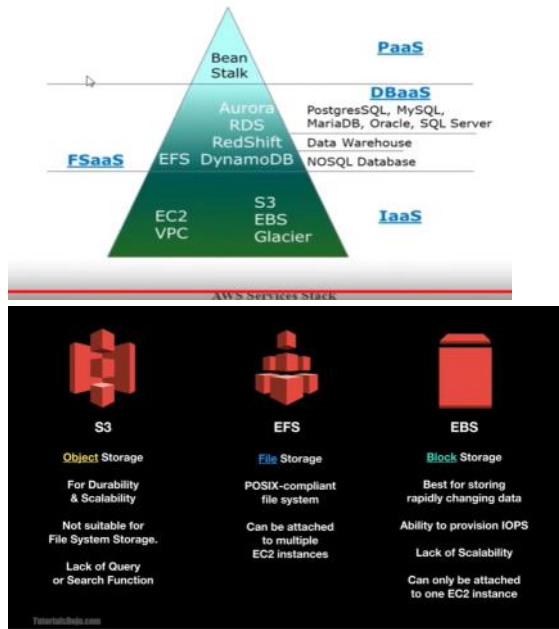 PaaS
Bean
Stalk
DBaaS
Aurora
RDS
RedShift
DynamoDB
PostgresSQL, MySQL,
MariaDB, Oracle, SQL Server
Data Warehouse
NOSQL Database
FSaaS
EFS
EC2
VPC
S3
EBS
Glacier
IaaS
AWS Services Stack
S3
Object Storage
For Durability
& Scalability
Not suitable for
File System Storage.
Lack of Query
or Search Function
EFS
File Storage
POSIX-compliant
file system
Can be attached
to multiple
EC2 instances
EBS
Block Storage
Best for storing
rapidly changing data
Ability to provision IOPS
Lack of Scalability
Can only be attached
to one EC2 instance
TutorialsDojo.com